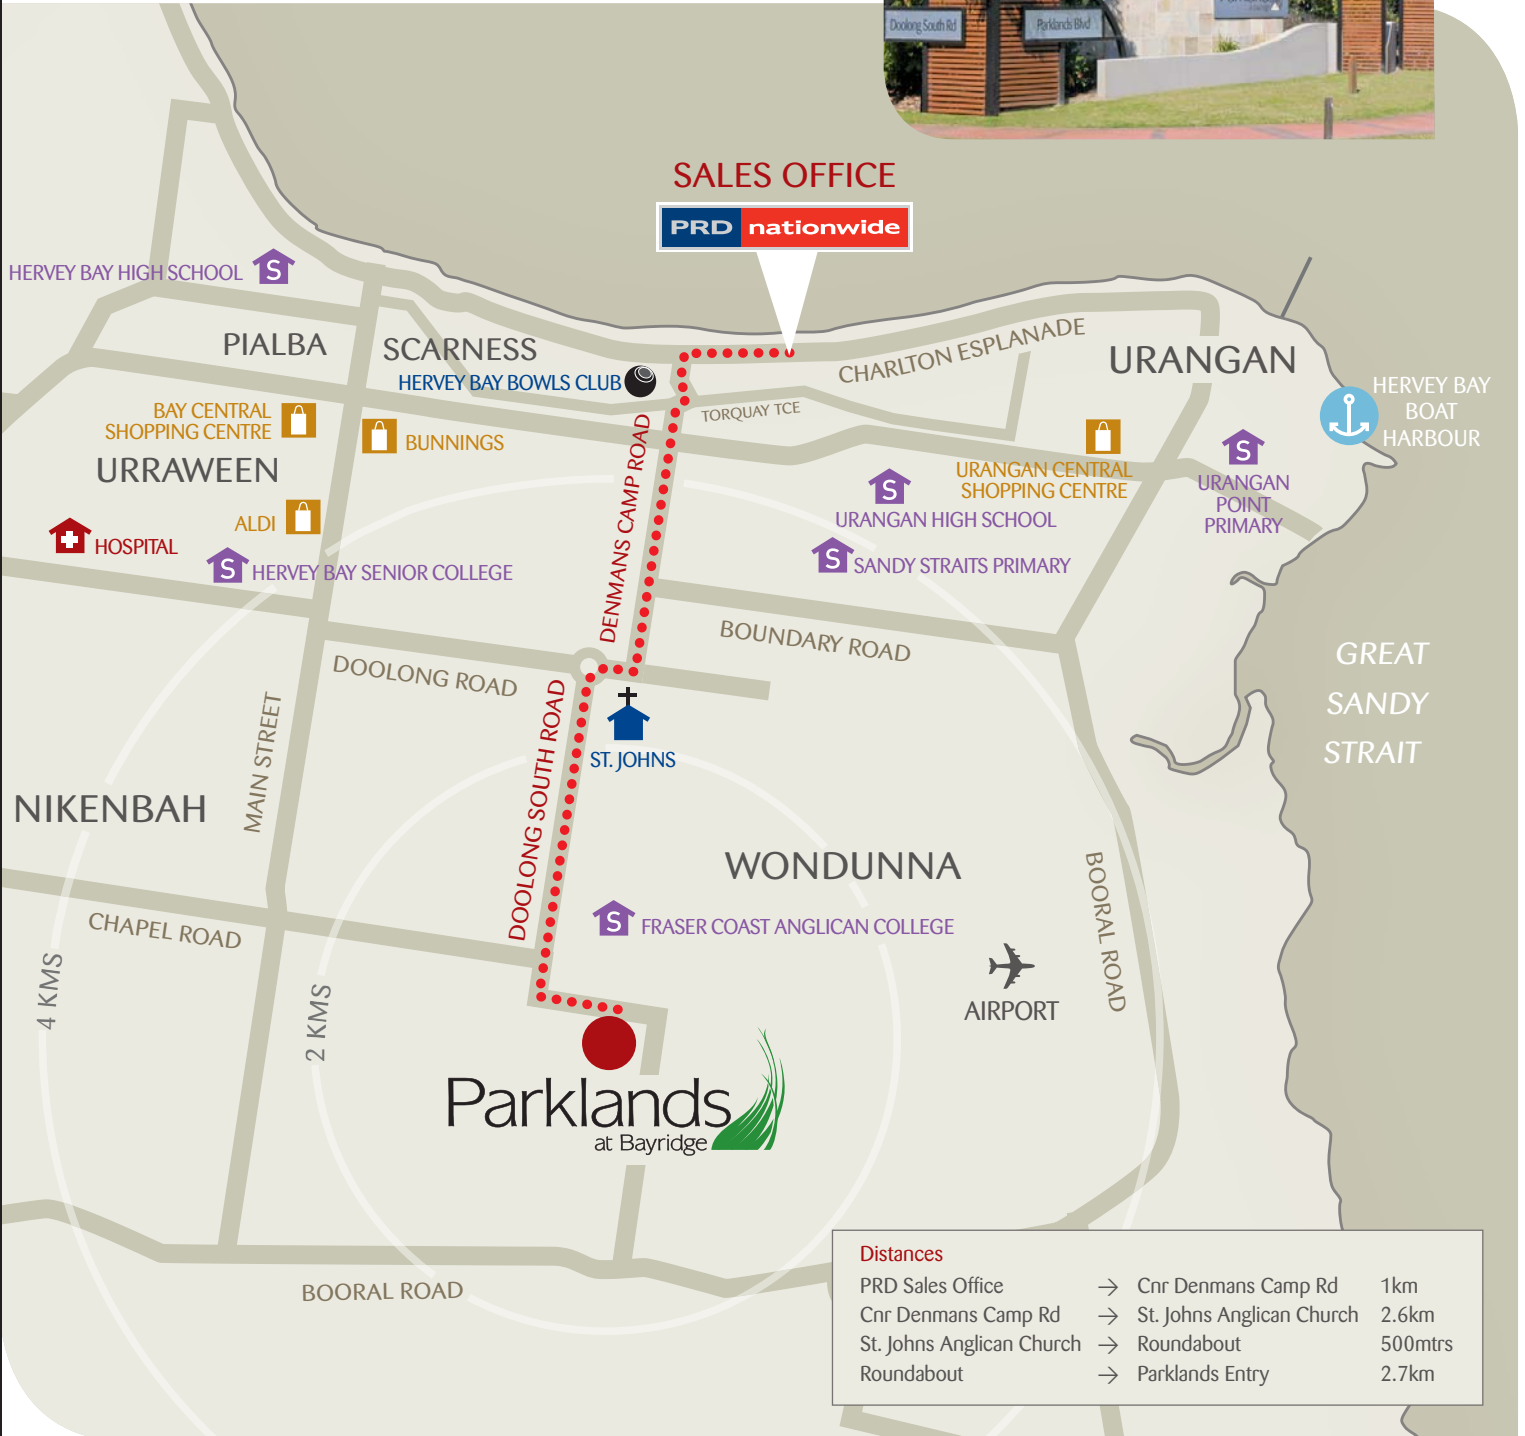 Doolong South Rd
Parklands Blvd
SALES OFFICE
PRD nationwide
HERVEY BAY HIGH SCHOOL
S
PIALBA
SCARNESS
HERVEY BAY BOWLS CLUB
CHARLTON ESPLANADE
URANGAN
HERVEY BAY
BOAT
HARBOUR
TORQUAY TCE
BAY CENTRAL
SHOPPING CENTRE
BUNNINGS
URRAWEEN
DENMANS CAMP ROAD
URANGAN CENTRAL
SHOPPING CENTRE
S
URANGAN
POINT
PRIMARY
S
URANGAN HIGH SCHOOL
ALDI
HOSPITAL
S
HERVEY BAY SENIOR COLLEGE
S
SANDY STRAITS PRIMARY
BOUNDARY ROAD
DOOLONG ROAD
GREAT
SANDY
STRAIT
MAIN STREET
DOOLONG SOUTH ROAD
ST. JOHNS
NIKENBAH
WONDUNNA
BOORAL ROAD
CHAPEL ROAD
S
FRASER COAST ANGLICAN COLLEGE
4 KMS
2 KMS
AIRPORT
Parklands
at Bayridge
BOORAL ROAD
Distances
PRD Sales Office → Cnr Denmans Camp Rd 1km
Cnr Denmans Camp Rd → St. Johns Anglican Church 2.6km
St. Johns Anglican Church → Roundabout 500mtrs
Roundabout → Parklands Entry 2.7km